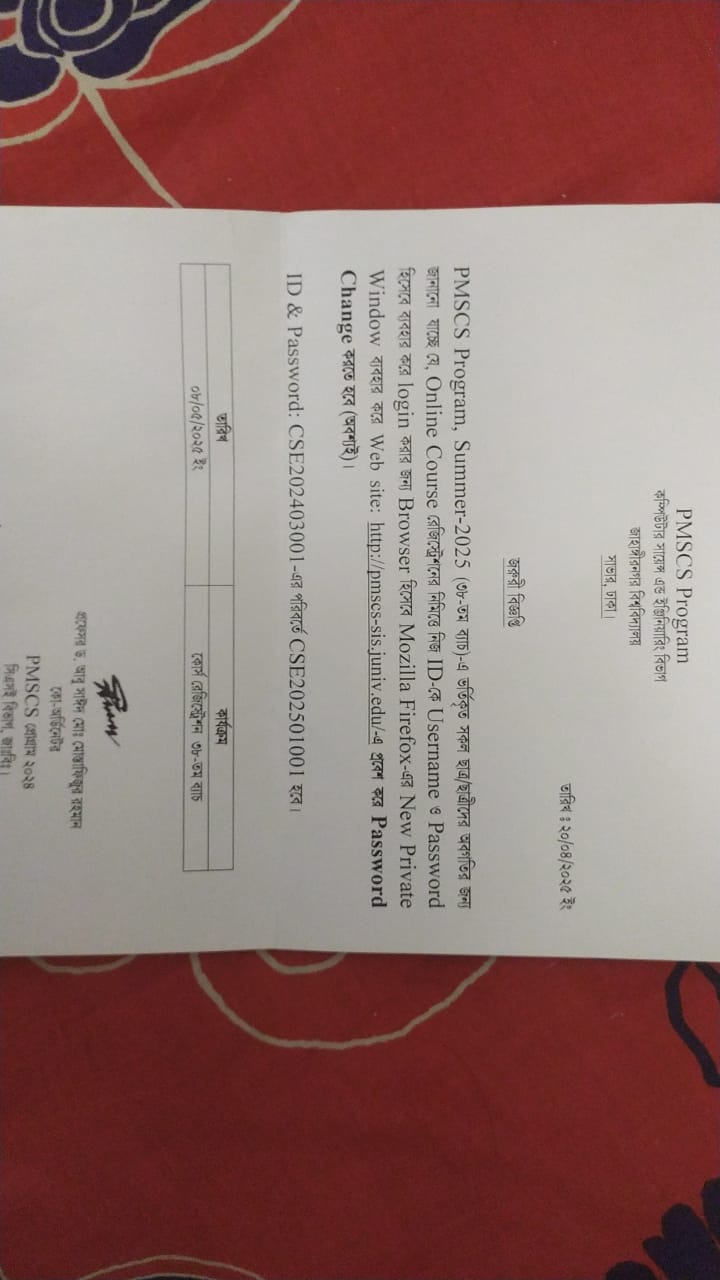 PMSCS Program
কম্পিউটার সায়েন্স এন্ড ইঞ্জিনিয়ারিং বিভাগ
জাহাঙ্গীরনগর বিশ্ববিদ্যালয়
সাভার, ঢাকা।
তারিখ ঃ ২০/০৪/২০২৫ ইং
জরুরী বিজ্ঞপ্তি
PMSCS Program, Summer-2025 (৩৮-তম ব্যাচ)-এ ভর্তিকৃত সকল ছাত্র/ছাত্রীদের অবগতির জন্য
জানানো যাচ্ছে যে, Online Course রেজিস্ট্রেশনের নিমিত্তে নিজ ID-কে Username ও Password
হিসেবে ব্যবহার করে login করার জন্য Browser হিসেবে Mozilla Firefox-এর New Private
Window ব্যবহার করে Web site: http://pmscs-sis.juniv.edu/-এ প্রবেশ করে Password
Change করতে হবে (অবশ্যই)।
ID & Password: CSE202403001-এর পরিবর্তে CSE202501001 হবে।
তারিখ কার্যক্রম
০৮/০৫/২০২৫ ইং কোর্স রেজিস্ট্রেশন ৩৮-তম ব্যাচ
প্রফেসর ড. আবু সাঈদ মোঃ মোস্তাফিজুর রহমান
কো-অর্ডিনেটর
PMSCS প্রোগ্রাম ২০২৪
সিএসই বিভাগ, জাঃবিঃ।